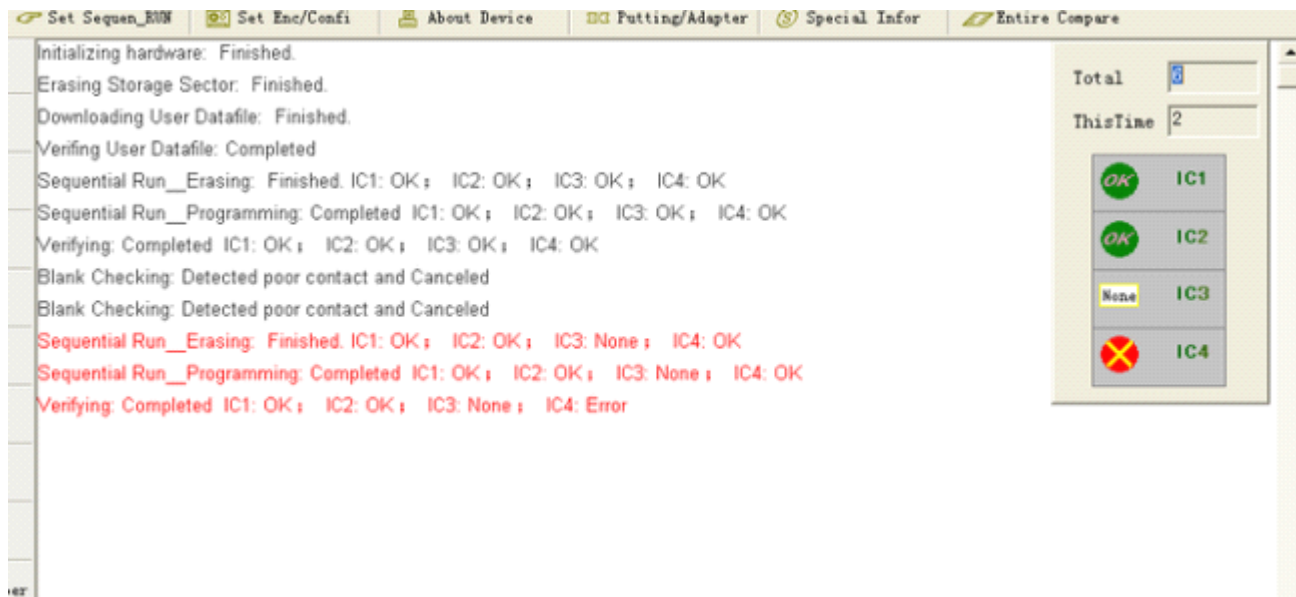 Set Sequen_RUN Set Enc/Confi About Device Putting/Adapter Special Infor Entire Compare
Initializing hardware: Finished.
Erasing Storage Sector: Finished.
Downloading User Datafile: Finished.
Verifing User Datafile: Completed
Sequential Run__Erasing: Finished. IC1: OK; IC2: OK; IC3: OK; IC4: OK
Sequential Run__Programming: Completed IC1: OK; IC2: OK; IC3: OK; IC4: OK
Verifying: Completed IC1: OK; IC2: OK; IC3: OK; IC4: OK
Blank Checking: Detected poor contact and Canceled
Blank Checking: Detected poor contact and Canceled
Sequential Run__Erasing: Finished. IC1: OK; IC2: OK; IC3: None; IC4: OK
Sequential Run__Programming: Completed IC1: OK; IC2: OK; IC3: None; IC4: OK
Verifying: Completed IC1: OK; IC2: OK; IC3: None; IC4: Error
Total 6
ThisTime 2
OK IC1
OK IC2
None IC3
IC4
er